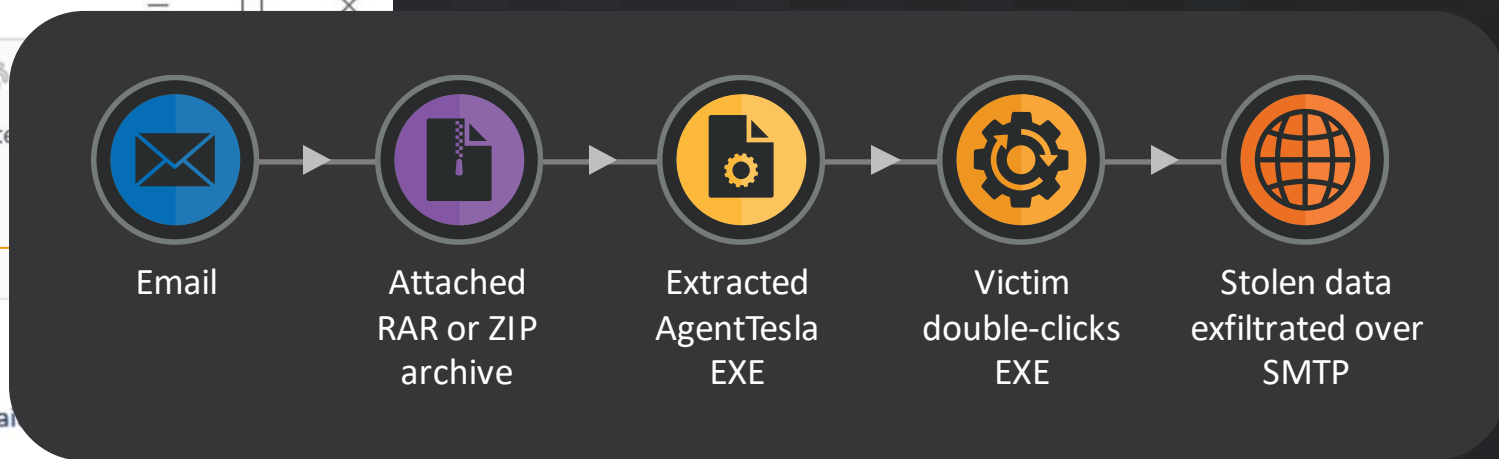 Email
Attached
RAR or ZIP
archive
Extracted
AgentTesla
EXE
Victim
double-clicks
EXE
Stolen data
exfiltrated over
SMTP